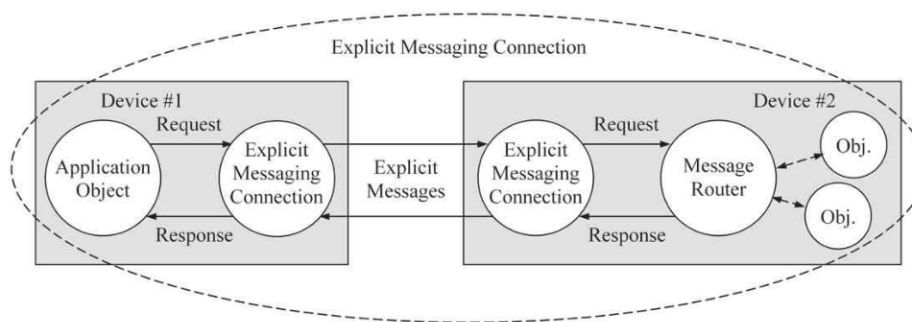 Explicit Messaging Connection
Device #1
Device #2
Request
Request
Application
Object
Explicit
Messaging
Connection
Explicit
Messages
Explicit
Messaging
Connection
Message
Router
Obj.
Obj.
Response
Response